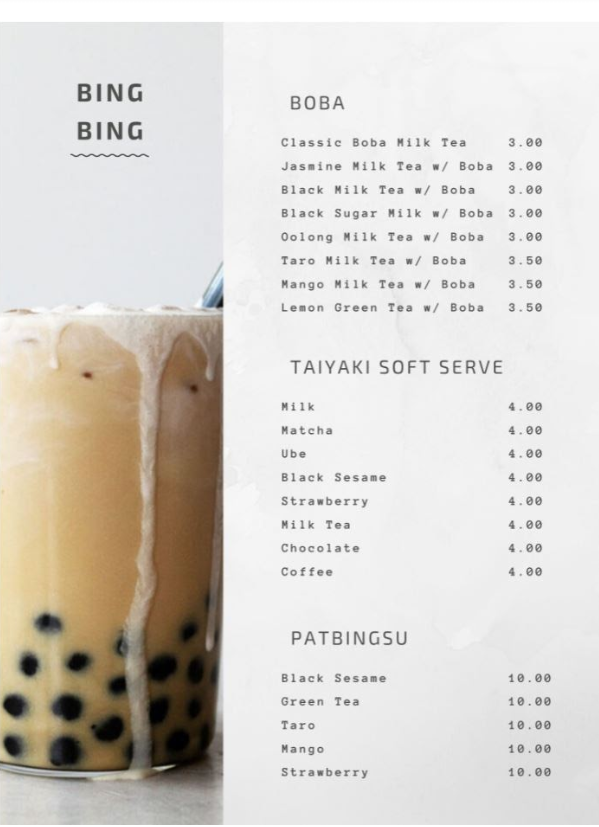 BING
BING
BOBA
Classic Boba Milk Tea 3.00
Jasmine Milk Tea w/ Boba 3.00
Black Milk Tea w/ Boba 3.00
Black Sugar Milk w/ Boba 3.00
Oolong Milk Tea w/ Boba 3.00
Taro Milk Tea w/ Boba 3.50
Mango Milk Tea w/ Boba 3.50
Lemon Green Tea w/ Boba 3.50
TAIYAKI SOFT SERVE
Milk 4.00
Matcha 4.00
Ube 4.00
Black Sesame 4.00
Strawberry 4.00
Milk Tea 4.00
Chocolate 4.00
Coffee 4.00
PATBINGSU
Black Sesame 10.00
Green Tea 10.00
Taro 10.00
Mango 10.00
Strawberry 10.00